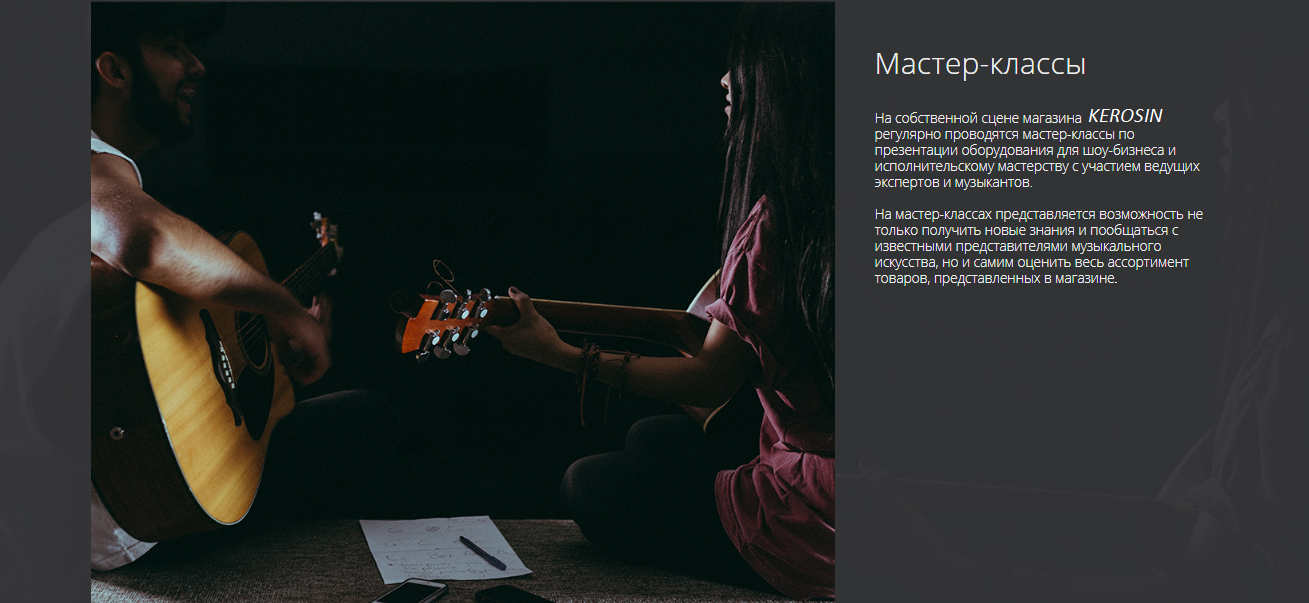 Мастер-классы
На собственной сцене магазина KEROSIN
регулярно проводятся мастер-классы по
презентации оборудования для шоу-бизнеса и
исполнительскому мастерству с участием ведущих
экспертов и музыкантов.
На мастер-классах представляется возможность не
только получить новые знания и пообщаться с
известными представителями музыкального
искусства, но и самим оценить весь ассортимент
товаров, представленных в магазине.